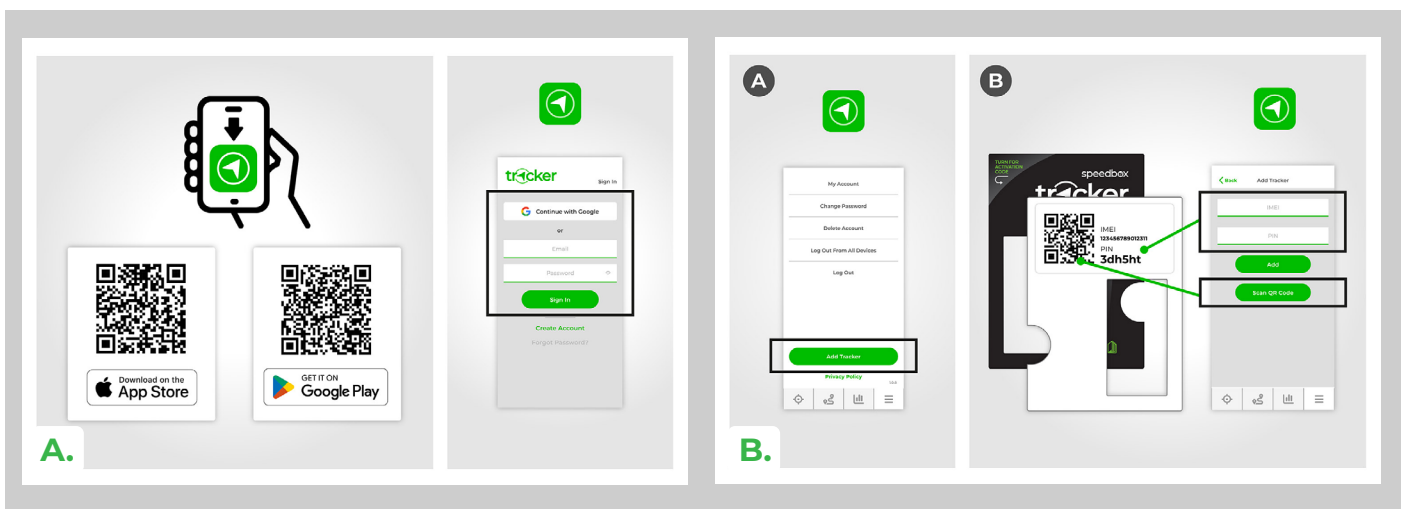 Download on the
App Store
GET IT ON
Google Play
A.
tracker
Sign In
Continue with Google
or
Email
Password
Sign In
Create Account
Forgot Password?
A
My Account
Change Password
Delete Account
Log Out From All Devices
Log Out
Add Tracker
Privacy Policy
B.
B
TURN FOR
ACTIVATION
CODE
speedbox
tracker
IMEI
123456789012311
PIN
3dh5ht
Back
Add Tracker
IMEI
PIN
Add
Scan QR Code